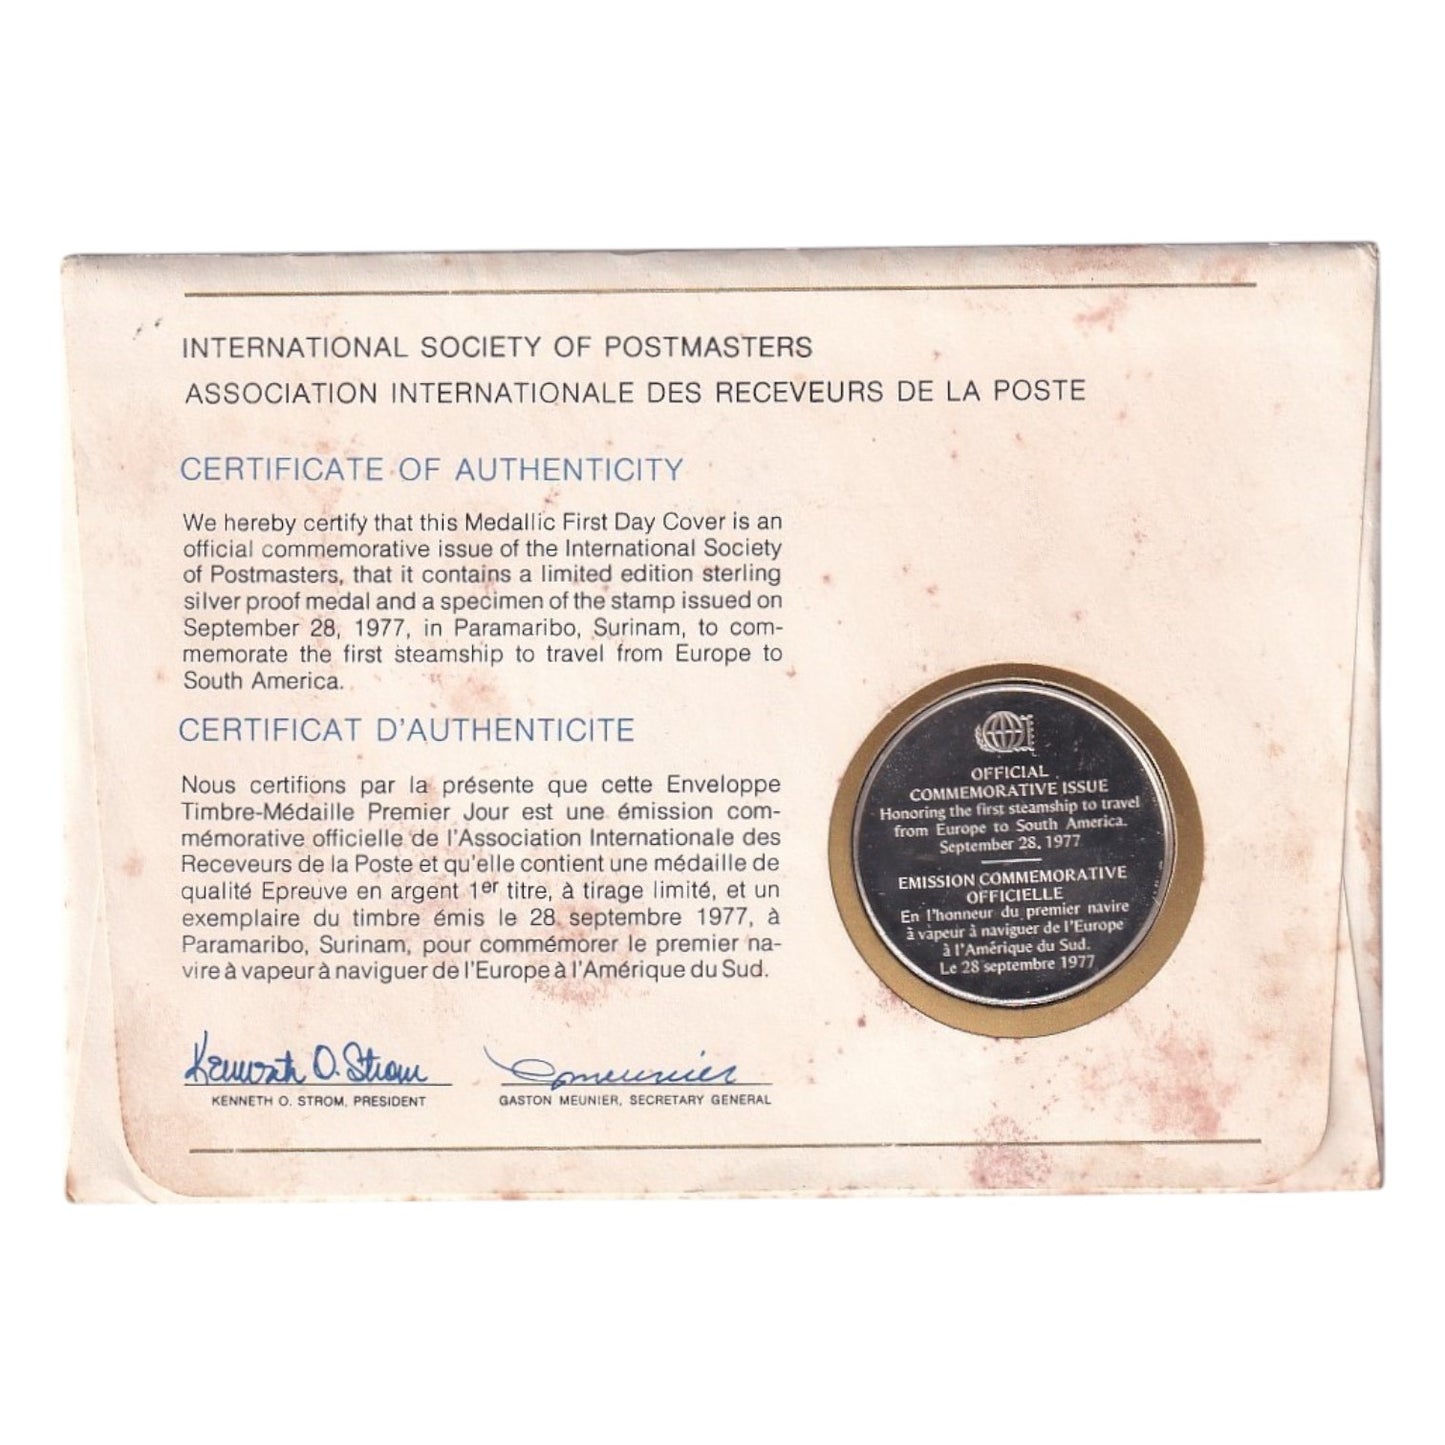 INTERNATIONAL SOCIETY OF POSTMASTERS
ASSOCIATION INTERNATIONALE DES RECEVEURS DE LA POSTE
CERTIFICATE OF AUTHENTICITY
We hereby certify that this Medallic First Day Cover is an
official commemorative issue of the International Society
of Postmasters, that it contains a limited edition sterling
silver proof medal and a specimen of the stamp issued on
September 28, 1977, in Paramaribo, Surinam, to com-
memorate the first steamship to travel from Europe to
South America.
CERTIFICAT D'AUTHENTICITE
Nous certifions par la présente que cette Enveloppe
Timbre-Médaille Premier Jour est une émission com-
mémorative officielle de l'Association Internationale des
Receveurs de la Poste et qu'elle contient une médaille de
qualité Epreuve en argent 1er titre, à tirage limité, et un
exemplaire du timbre émis le 28 septembre 1977, à
Paramaribo, Surinam, pour commémorer le premier na-
vire à vapeur à naviguer de l'Europe à l'Amérique du Sud.
Kenneth O. Strom
KENNETH O. STROM, PRESIDENT
G Meunier
GASTON MEUNIER, SECRETARY GENERAL
OFFICIAL
COMMEMORATIVE ISSUE
Honoring the first steamship to travel
from Europe to South America.
September 28, 1977
EMISSION COMMEMORATIVE
OFFICIELLE
En l'honneur du premier navire
à vapeur à naviguer de l'Europe
à l'Amérique du Sud.
Le 28 septembre 1977